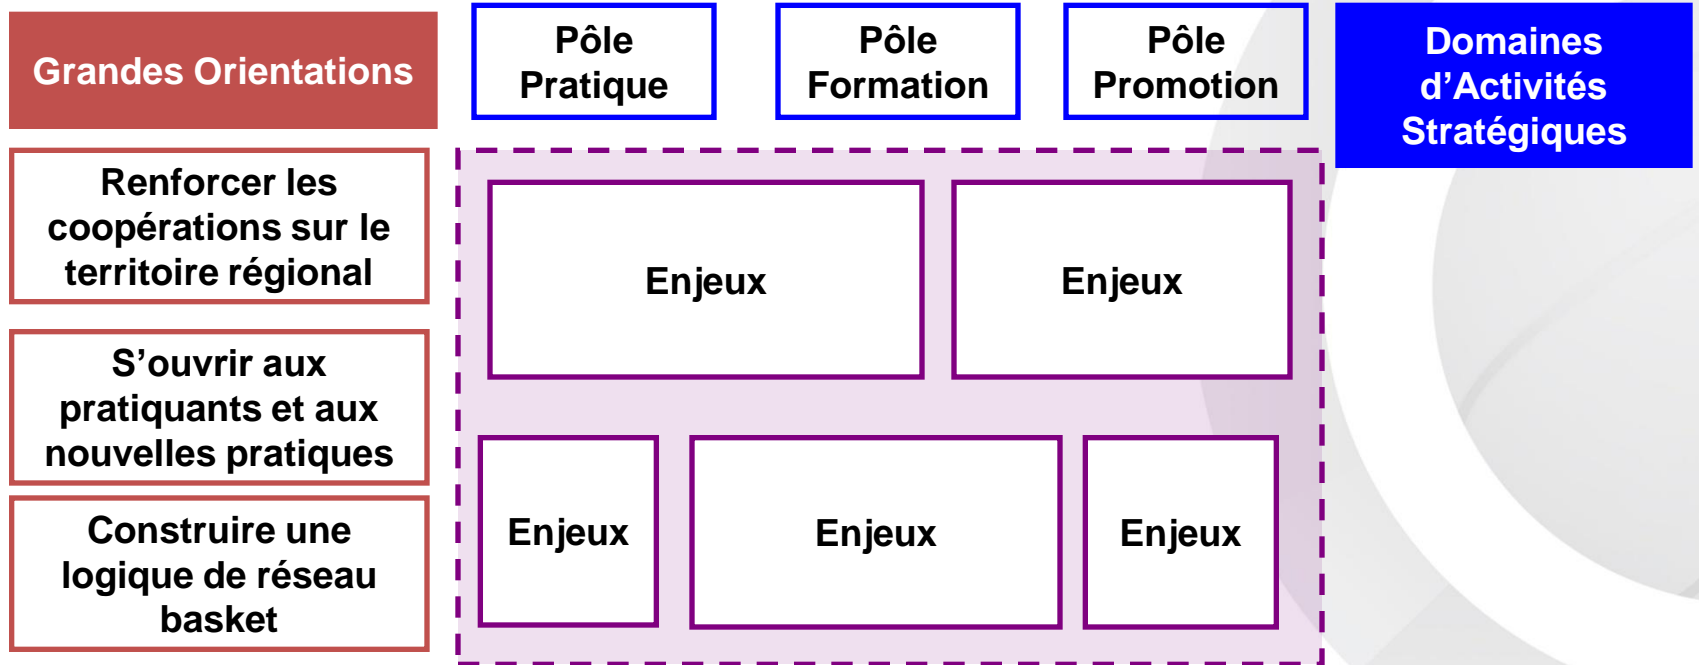 Grandes Orientations
Pôle
Pratique
Pôle
Formation
Pôle
Promotion
Domaines
d’Activités
Stratégiques
Renforcer les
coopérations sur le
territoire régional
Enjeux
Enjeux
S’ouvrir aux
pratiquants et aux
nouvelles pratiques
Construire une
logique de réseau
basket
Enjeux
Enjeux
Enjeux